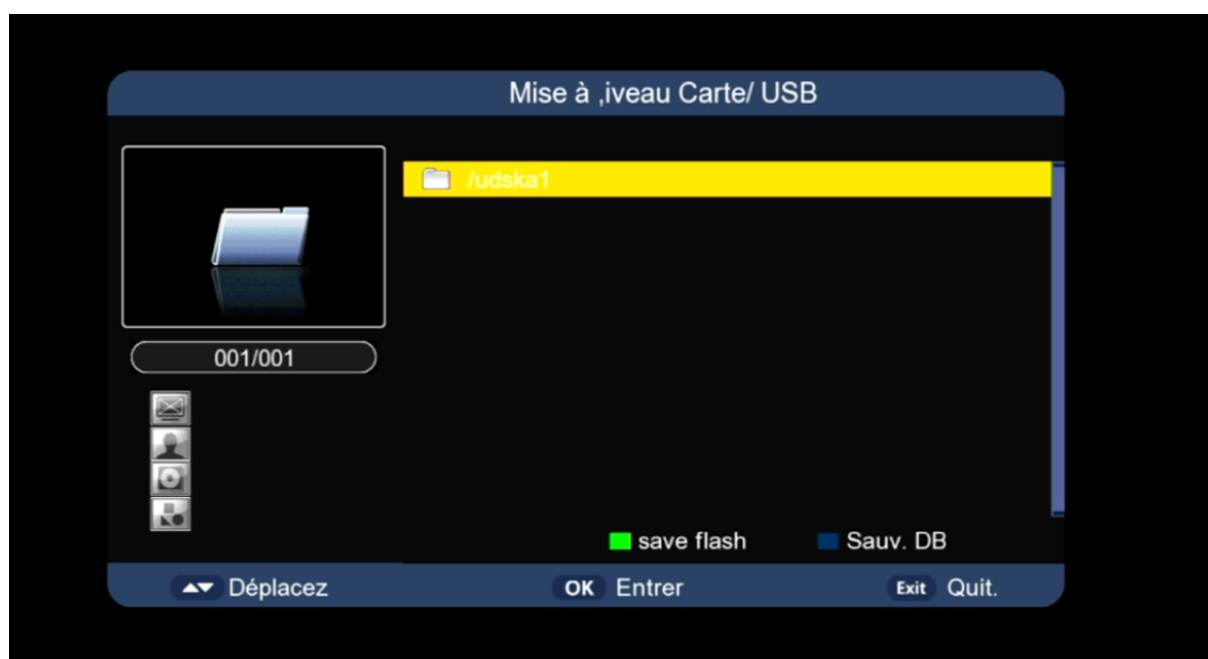 Mise à ,iveau Carte/ USB
/udska1
001/001
save flash Sauv. DB
Déplacez OK Entrer Exit Quit.